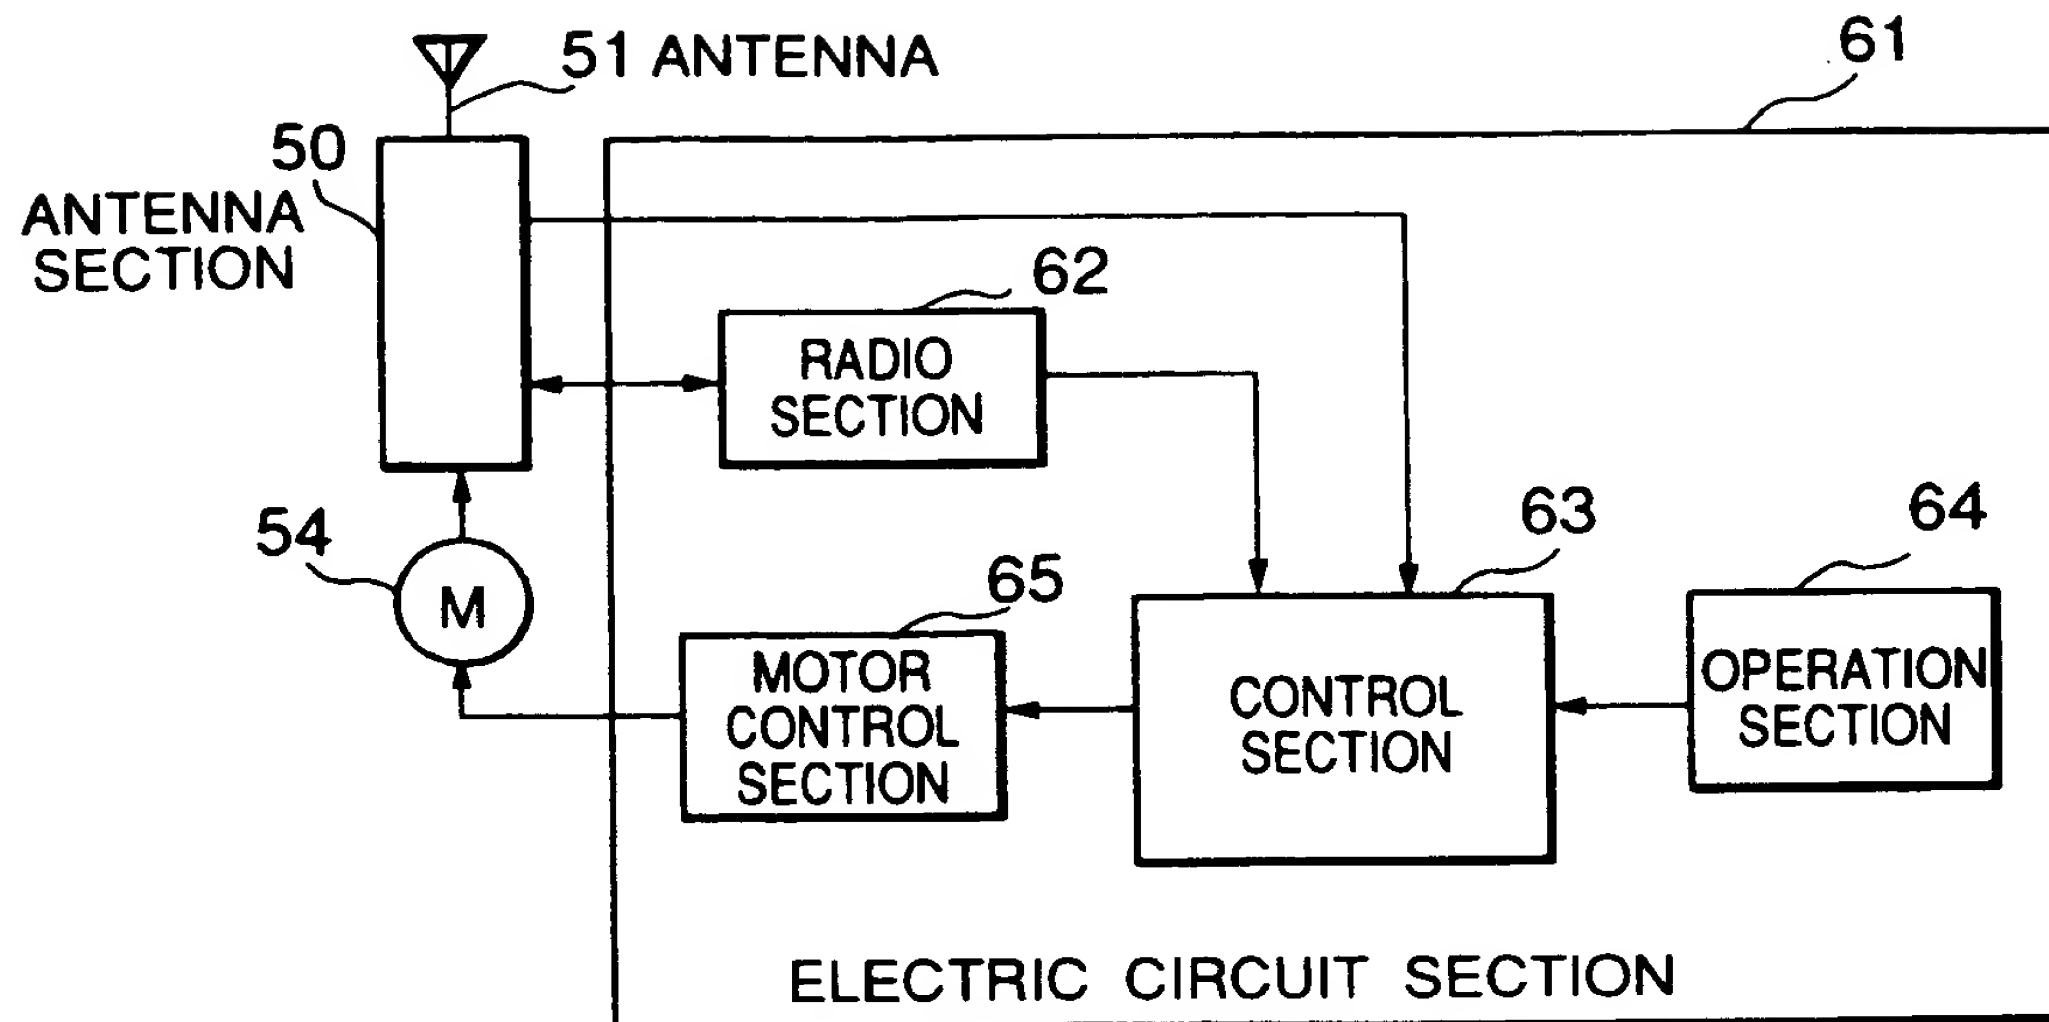 51 ANTENNA
61
50
ANTENNA
SECTION
62
RADIO
SECTION
54
M
65
MOTOR
CONTROL
SECTION
63
CONTROL
SECTION
64
OPERATION
SECTION
ELECTRIC CIRCUIT SECTION